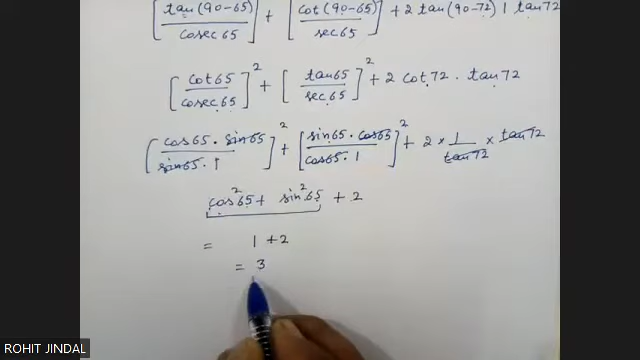 [tan(90-65)/cosec65] + [cot(90-65)/sec65] + 2 tan(90-72) | tan72
[cot65/cosec65]² + [tan65/sec65]² + 2 cot72 . tan72
[cos65 . sin65/sin65 . 1]² + [sin65 . cos65/cos65 . 1]² + 2 × 1/tan72 × tan72
cos²65 + sin²65 + 2
= 1 + 2
= 3
ROHIT JINDAL